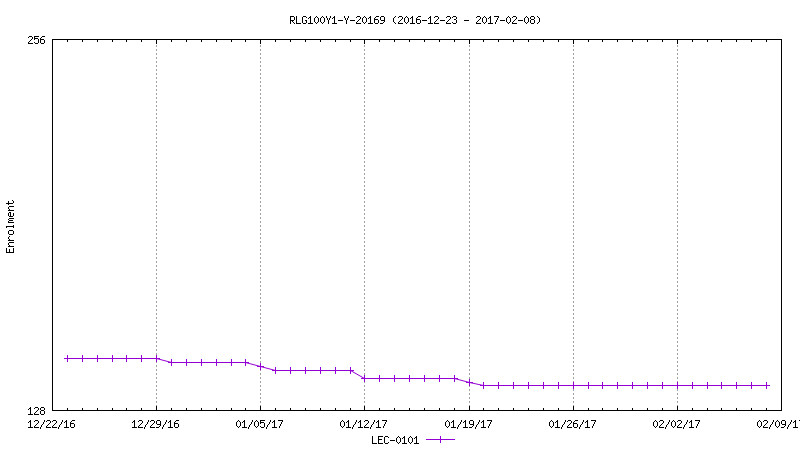 RLG100Y1-Y-20169 (2016-12-23 - 2017-02-08)
256
Enrolment
128
12/22/16 12/29/16 01/05/17 01/12/17 01/19/17 01/26/17 02/02/17 02/09/17
LEC-0101